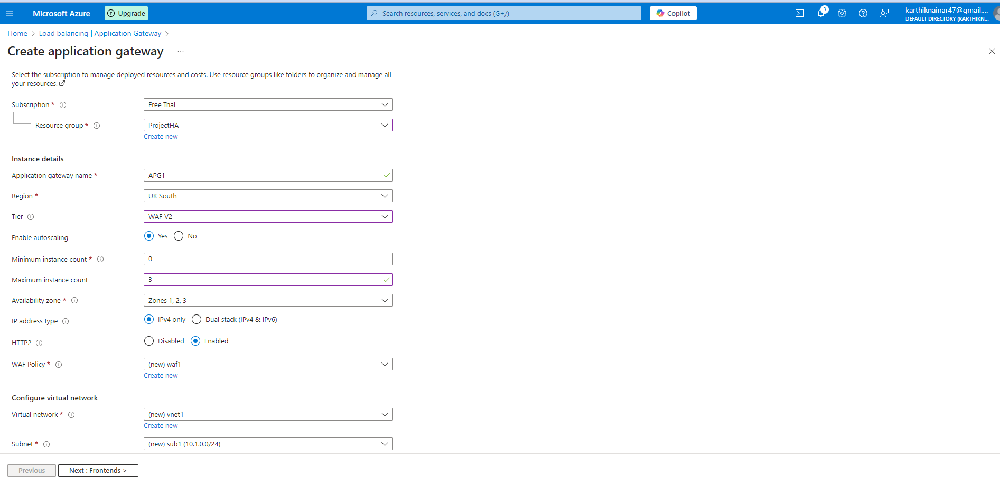 Microsoft Azure
Upgrade
Search resources, services, and docs (G+/)
Copilot
3
karthiknainar47@gmail....
DEFAULT DIRECTORY (KARTHIKN...
Home > Load balancing | Application Gateway >
Create application gateway ...
Select the subscription to manage deployed resources and costs. Use resource groups like folders to organize and manage all
your resources.
Subscription * Free Trial
Resource group * ProjectHA
Create new
Instance details
Application gateway name * APG1
Region * UK South
Tier WAF V2
Enable autoscaling Yes No
Minimum instance count * 0
Maximum instance count 3
Availability zone * Zones 1, 2, 3
IP address type IPv4 only Dual stack (IPv4 & IPv6)
HTTP2 Disabled Enabled
WAF Policy * (new) waf1
Create new
Configure virtual network
Virtual network * (new) vnet1
Create new
Subnet * (new) sub1 (10.1.0.0/24)
Previous Next : Frontends >